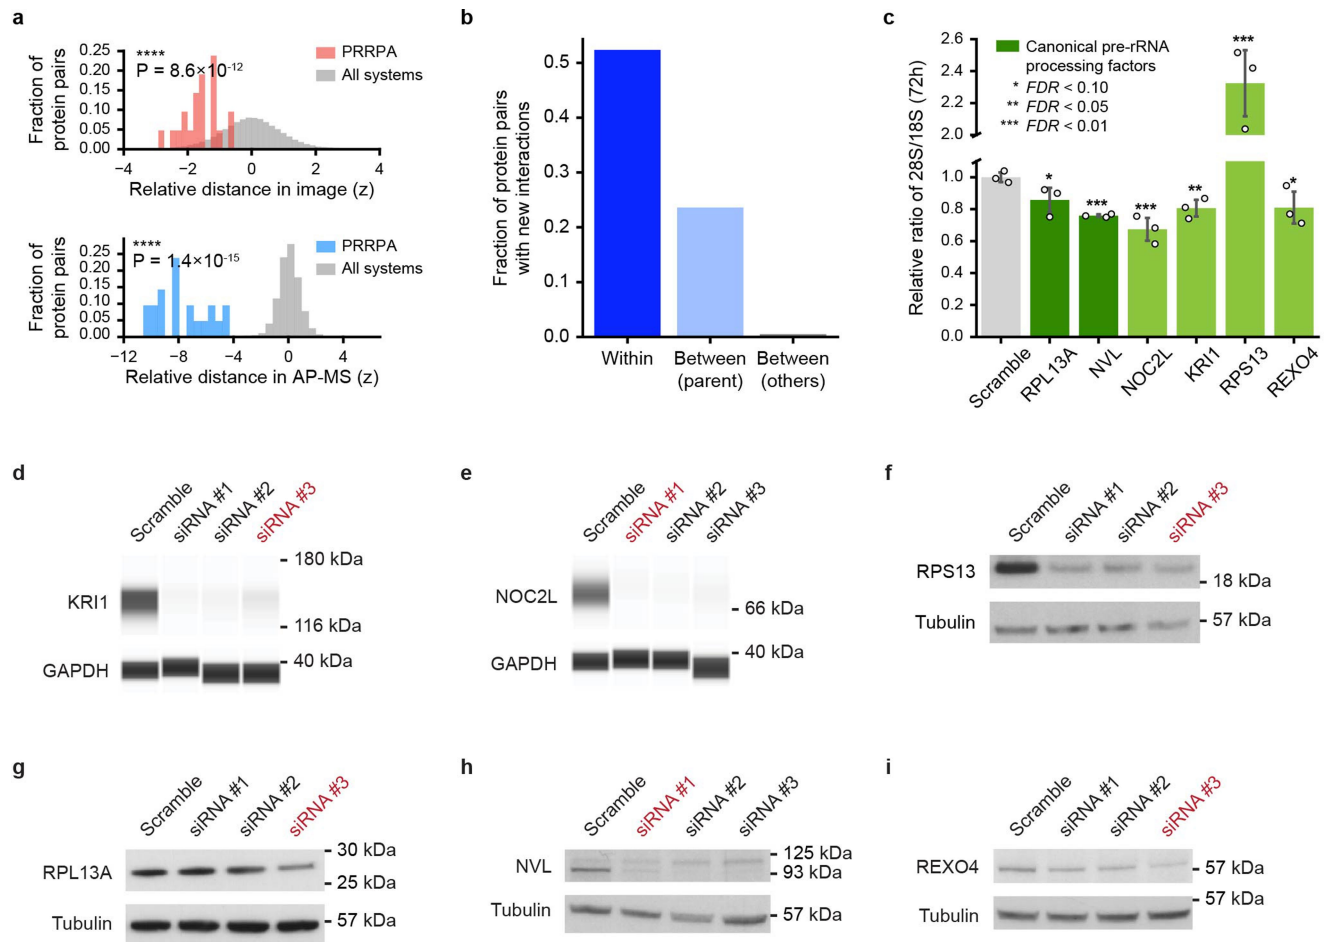 a
Fraction of
protein pairs
0.25
0.20
0.15
0.10
0.05
0.00
****
P = 8.6×10-12
PRRPA
All systems
−4
−2
0
2
4
Relative distance in image (z)
Fraction of
protein pairs
0.25
0.20
0.15
0.10
0.05
0.00
****
P = 1.4×10-15
PRRPA
All systems
−12
−8
−4
0
4
Relative distance in AP-MS (z)
b
Fraction of protein pairs
with new interactions
0.5
0.4
0.3
0.2
0.1
0.0
Within
Between
(parent)
Between
(others)
c
Relative ratio of 28S/18S (72h)
2.6
2.4
2.2
2.0
1.0
0.8
0.6
0.4
0.2
0.0
Canonical pre-rRNA
processing factors
* FDR < 0.10
** FDR < 0.05
*** FDR < 0.01
*
***
***
**
***
*
Scramble
RPL13A
NVL
NOC2L
KRI1
RPS13
REXO4
d
Scramble
siRNA #1
siRNA #2
siRNA #3
180 kDa
KRI1
116 kDa
GAPDH
40 kDa
e
Scramble
siRNA #1
siRNA #2
siRNA #3
NOC2L
66 kDa
GAPDH
40 kDa
f
Scramble
siRNA #1
siRNA #2
siRNA #3
RPS13
18 kDa
Tubulin
57 kDa
g
Scramble
siRNA #1
siRNA #2
siRNA #3
RPL13A
30 kDa
25 kDa
Tubulin
57 kDa
h
Scramble
siRNA #1
siRNA #2
siRNA #3
NVL
125 kDa
93 kDa
Tubulin
57 kDa
i
Scramble
siRNA #1
siRNA #2
siRNA #3
REXO4
57 kDa
Tubulin
57 kDa